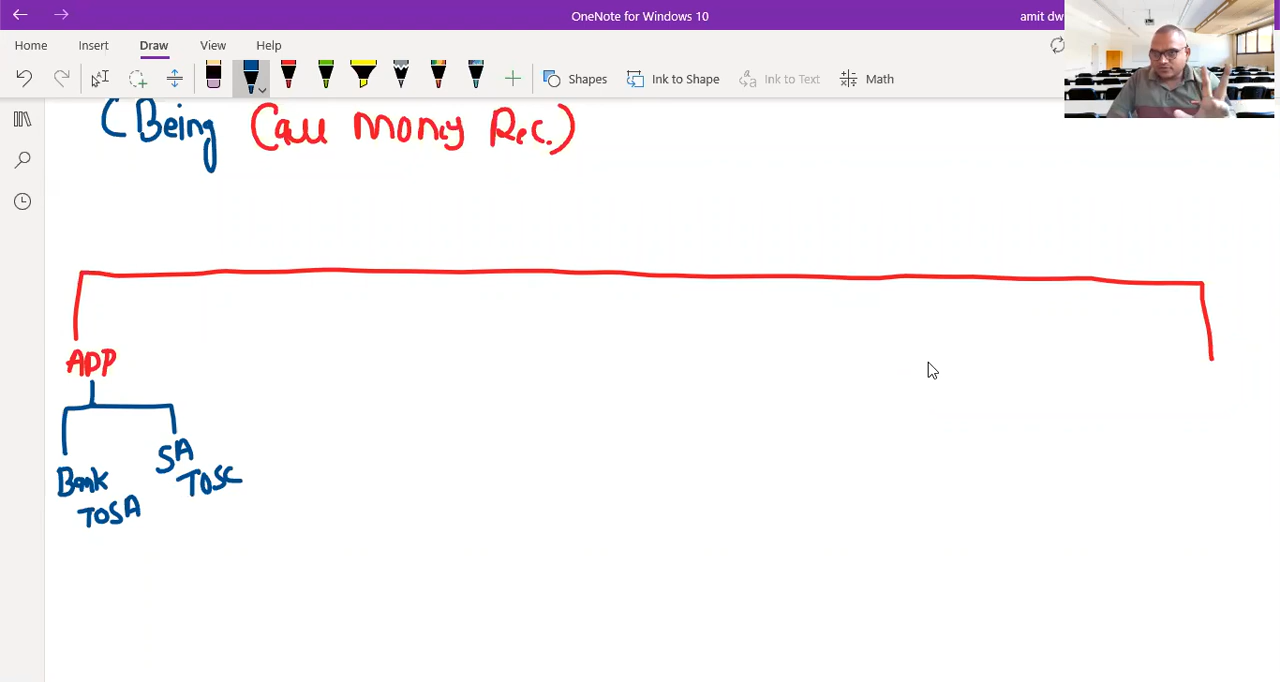 OneNote for Windows 10
amit dw
Home Insert Draw View Help
Shapes Ink to Shape Ink to Text Math
(Being (Call Money Rec.)
APP
Bank
TOSA
SA
TOSC